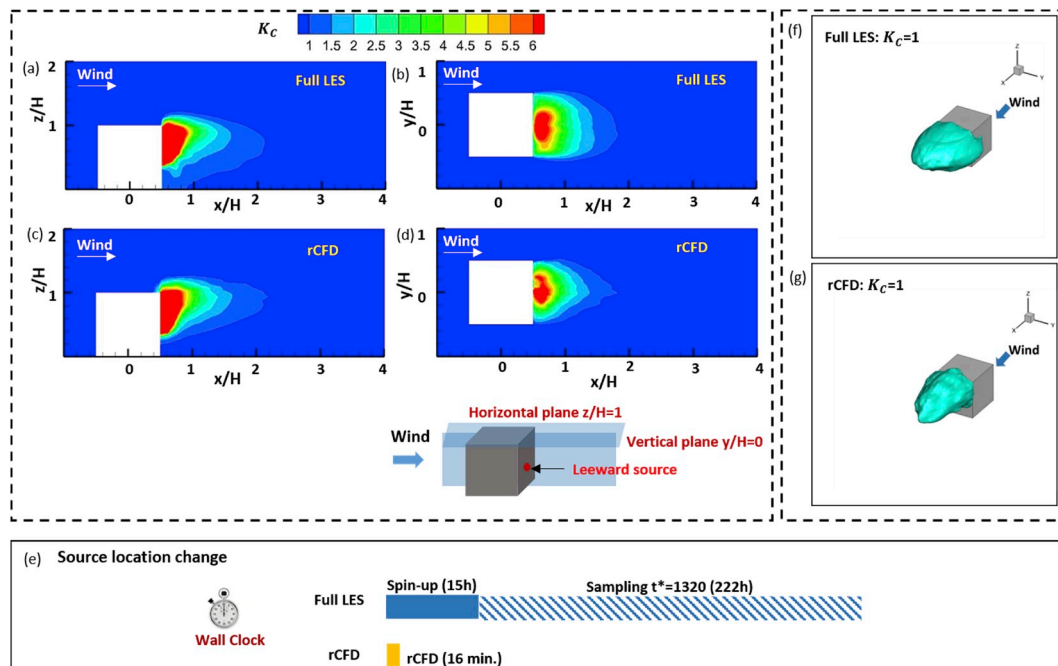 K_C
1 1.5 2 2.5 3 3.5 4 4.5 5 5.5 6
(a)
2
Wind
Full LES
z/H
1
0 1 2 3 4
x/H
(b)
1
Wind
Full LES
y/H
0
0 1 2 3 4
x/H
(c)
2
Wind
rCFD
z/H
1
0 1 2 3 4
x/H
(d)
1
Wind
rCFD
y/H
0
0 1 2 3 4
x/H
Horizontal plane z/H=1
Wind
Vertical plane y/H=0
Leeward source
(f)
Full LES: K_C=1
Z
X
Y
Wind
(g)
rCFD: K_C=1
Z
X
Y
Wind
(e) Source location change
Spin-up (15h)
Sampling t*=1320 (222h)
Full LES
Wall Clock
rCFD
rCFD (16 min.)